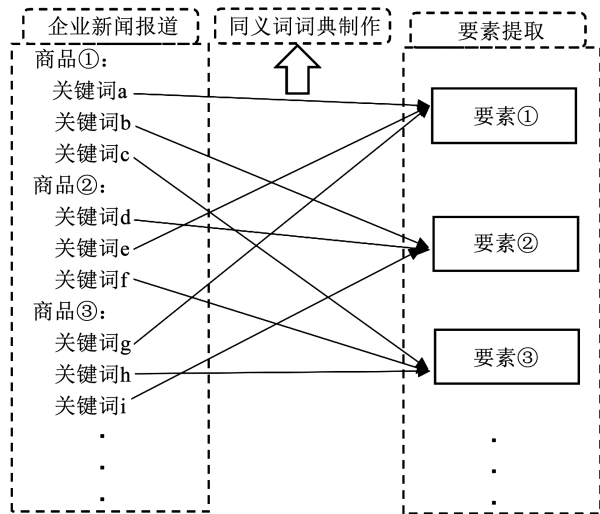 企业新闻报道
同义词词典制作
要素提取
商品①：
关键词a
关键词b
关键词c
商品②：
关键词d
关键词e
关键词f
商品③：
关键词g
关键词h
关键词i
要素①
要素②
要素③